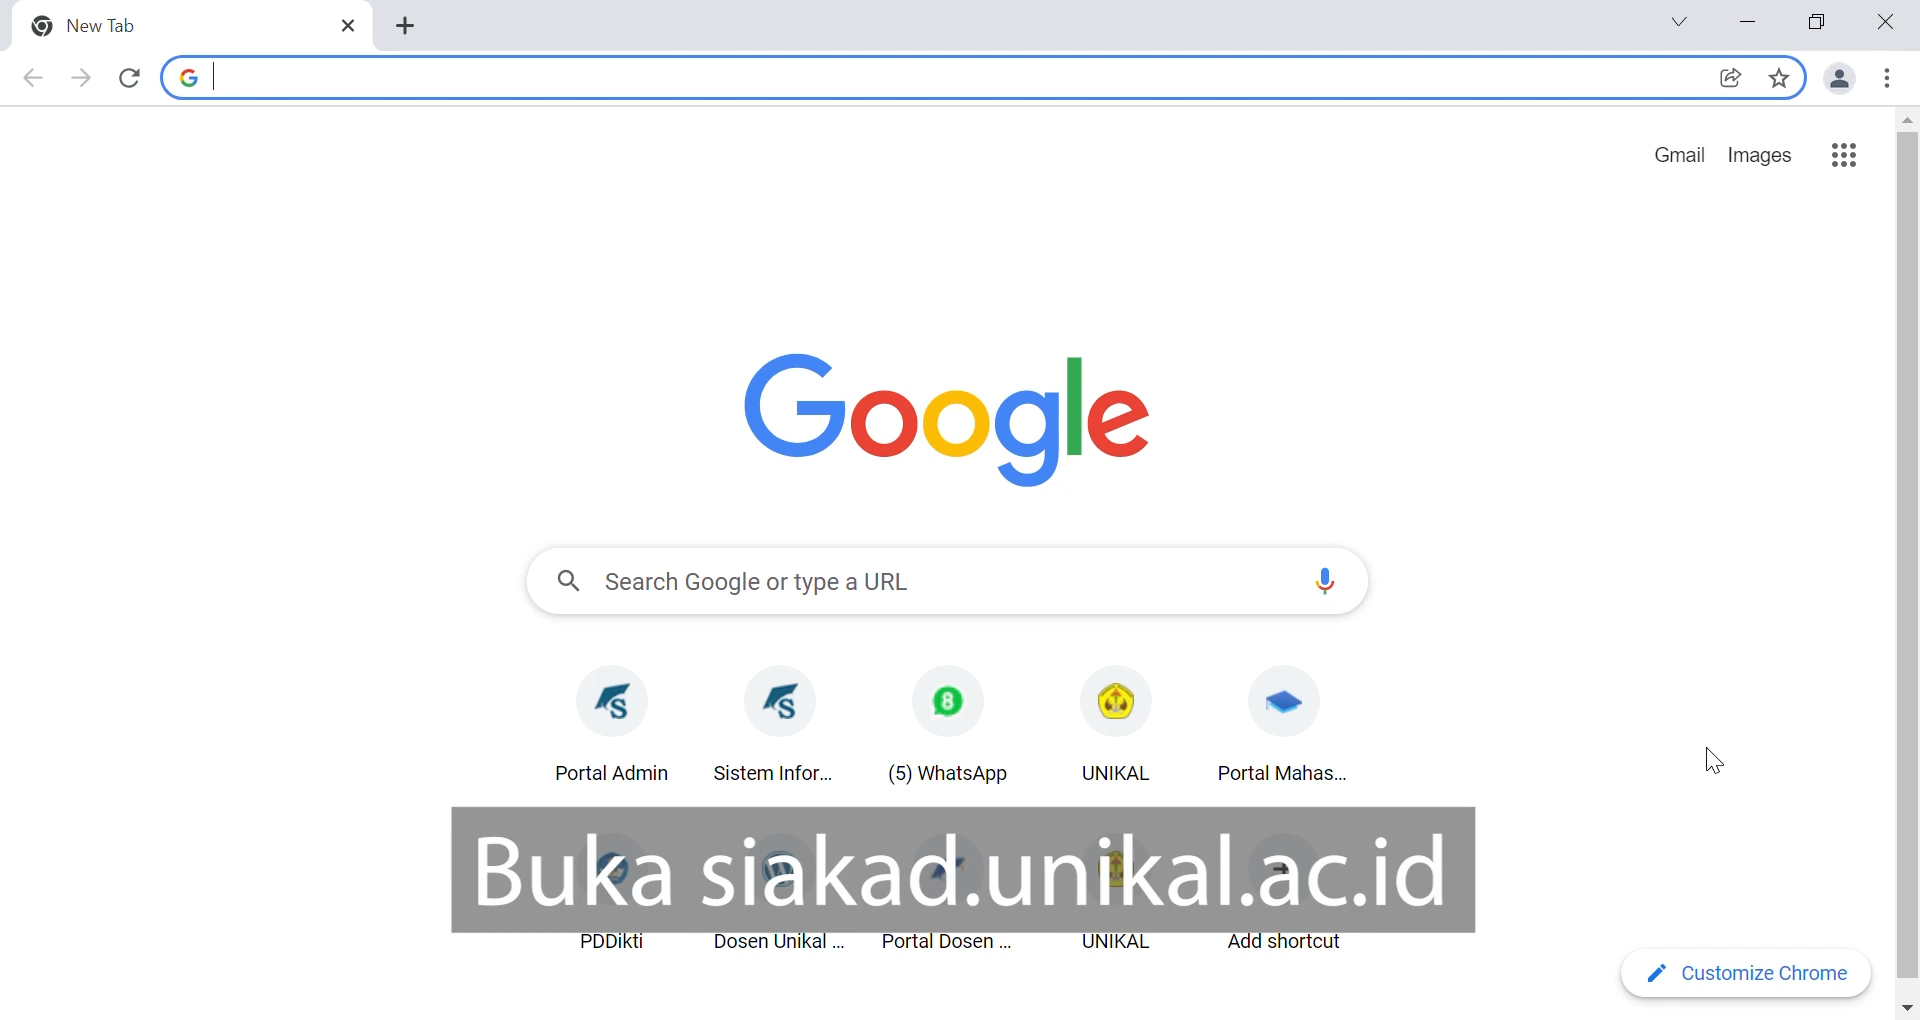 New Tab
Gmail Images
Google
Search Google or type a URL
Portal Admin Sistem Infor... (5) WhatsApp UNIKAL Portal Mahas...
Buka siakad.unikal.ac.id
PDDikti Dosen Unikal ... Portal Dosen ... UNIKAL Add shortcut
Customize Chrome